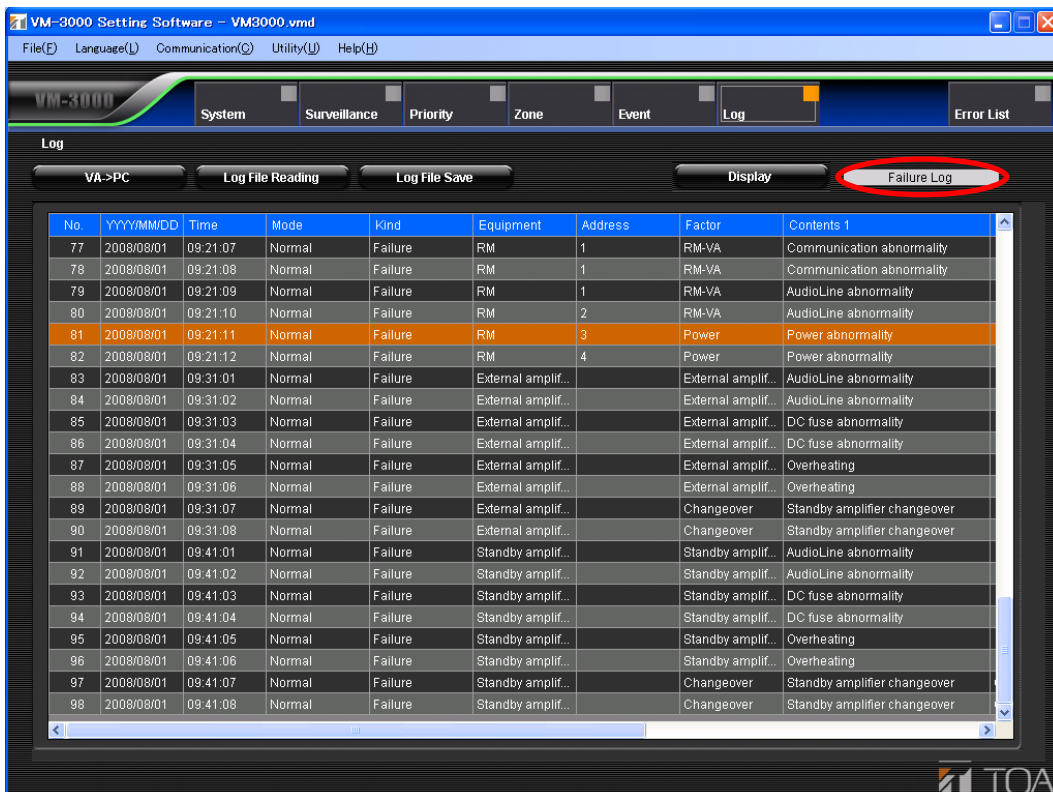 VM-3000 Setting Software - VM3000.vmd
File(F) Language(L) Communication(C) Utility(U) Help(H)
VM-3000
System Surveillance Priority Zone Event Log Error List
Log
VA->PC Log File Reading Log File Save Display Failure Log
No. YYYY/MM/DD Time Mode Kind Equipment Address Factor Contents 1
77 2008/08/01 09:21:07 Normal Failure RM 1 RM-VA Communication abnormality
78 2008/08/01 09:21:08 Normal Failure RM 1 RM-VA Communication abnormality
79 2008/08/01 09:21:09 Normal Failure RM 1 RM-VA AudioLine abnormality
80 2008/08/01 09:21:10 Normal Failure RM 2 RM-VA AudioLine abnormality
81 2008/08/01 09:21:11 Normal Failure RM 3 Power Power abnormality
82 2008/08/01 09:21:12 Normal Failure RM 4 Power Power abnormality
83 2008/08/01 09:31:01 Normal Failure External amplif... External amplif... AudioLine abnormality
84 2008/08/01 09:31:02 Normal Failure External amplif... External amplif... AudioLine abnormality
85 2008/08/01 09:31:03 Normal Failure External amplif... External amplif... DC fuse abnormality
86 2008/08/01 09:31:04 Normal Failure External amplif... External amplif... DC fuse abnormality
87 2008/08/01 09:31:05 Normal Failure External amplif... External amplif... Overheating
88 2008/08/01 09:31:06 Normal Failure External amplif... External amplif... Overheating
89 2008/08/01 09:31:07 Normal Failure External amplif... Changeover Standby amplifier changeover
90 2008/08/01 09:31:08 Normal Failure External amplif... Changeover Standby amplifier changeover
91 2008/08/01 09:41:01 Normal Failure Standby amplif... Standby amplif... AudioLine abnormality
92 2008/08/01 09:41:02 Normal Failure Standby amplif... Standby amplif... AudioLine abnormality
93 2008/08/01 09:41:03 Normal Failure Standby amplif... Standby amplif... DC fuse abnormality
94 2008/08/01 09:41:04 Normal Failure Standby amplif... Standby amplif... DC fuse abnormality
95 2008/08/01 09:41:05 Normal Failure Standby amplif... Standby amplif... Overheating
96 2008/08/01 09:41:06 Normal Failure Standby amplif... Standby amplif... Overheating
97 2008/08/01 09:41:07 Normal Failure Standby amplif... Changeover Standby amplifier changeover
98 2008/08/01 09:41:08 Normal Failure Standby amplif... Changeover Standby amplifier changeover
TOA